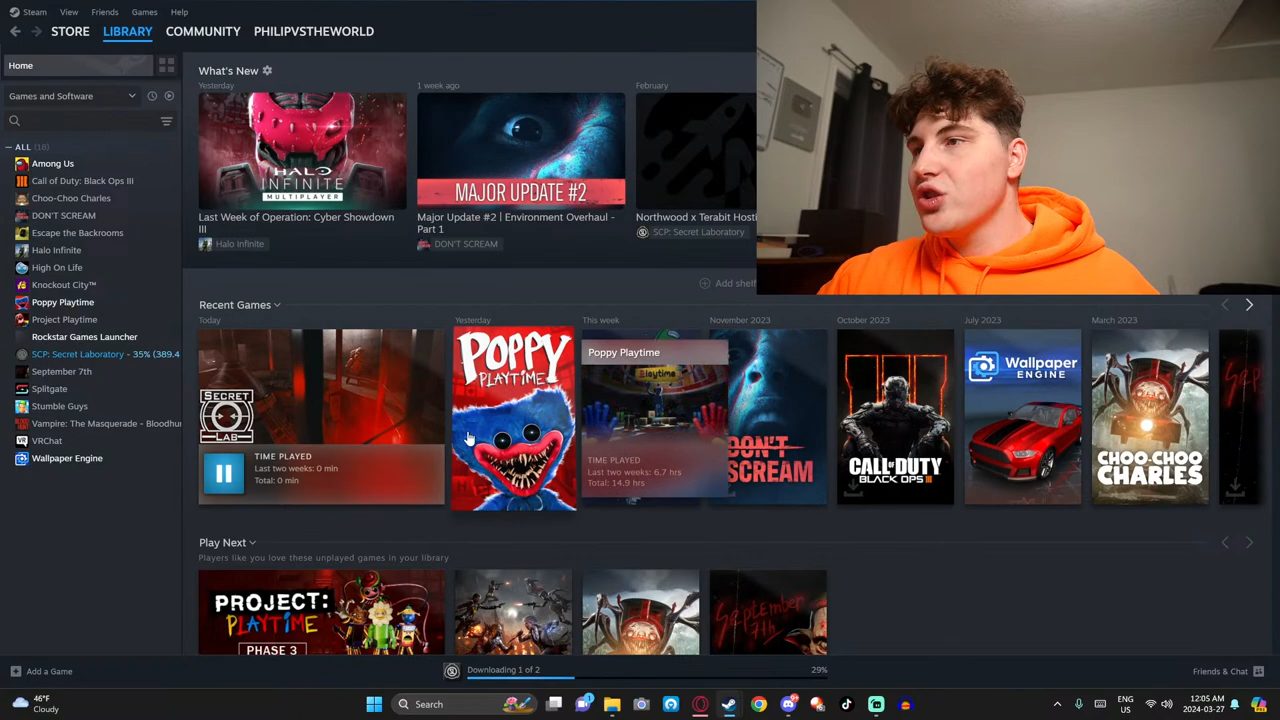 Steam View Friends Games Help
STORE LIBRARY COMMUNITY PHILIPVSTHEWORLD
Home
Games and Software
ALL (18)
Among Us
Call of Duty: Black Ops III
Choo-Choo Charles
DON'T SCREAM
Escape the Backrooms
Halo Infinite
High On Life
Knockout City™
Poppy Playtime
Project Playtime
Rockstar Games Launcher
SCP: Secret Laboratory - 35% (389.4
September 7th
Splitgate
Stumble Guys
Vampire: The Masquerade - Bloodhun
VRChat
Wallpaper Engine
Add a Game
What's New
Yesterday
HALO
INFINITE
MULTIPLAYER
Last Week of Operation: Cyber Showdown
III
Halo Infinite
1 week ago
MAJOR UPDATE #2
Major Update #2 | Environment Overhaul -
Part 1
DON'T SCREAM
February
Northwood x Terabit Hosti
SCP: Secret Laboratory
Add shelf
Recent Games
Today
SECRET
LAB
TIME PLAYED
Last two weeks: 0 min
Total: 0 min
Yesterday
POPPY
PLAYTIME
This week
Poppy Playtime
Playtime
TIME PLAYED
Last two weeks: 6.7 hrs
Total: 14.9 hrs
November 2023
DON'T
SCREAM
October 2023
CALL OF DUTY
BLACK OPS III
July 2023
Wallpaper
ENGINE
March 2023
CHOO-CHOO
CHARLES
Play Next
Players like you love these unplayed games in your library
PROJECT:
PLAYTIME
PHASE 3
September
7th
Downloading 1 of 2
29%
Friends & Chat
46°F
Cloudy
Search
ENG
US
12:05 AM
2024-03-27